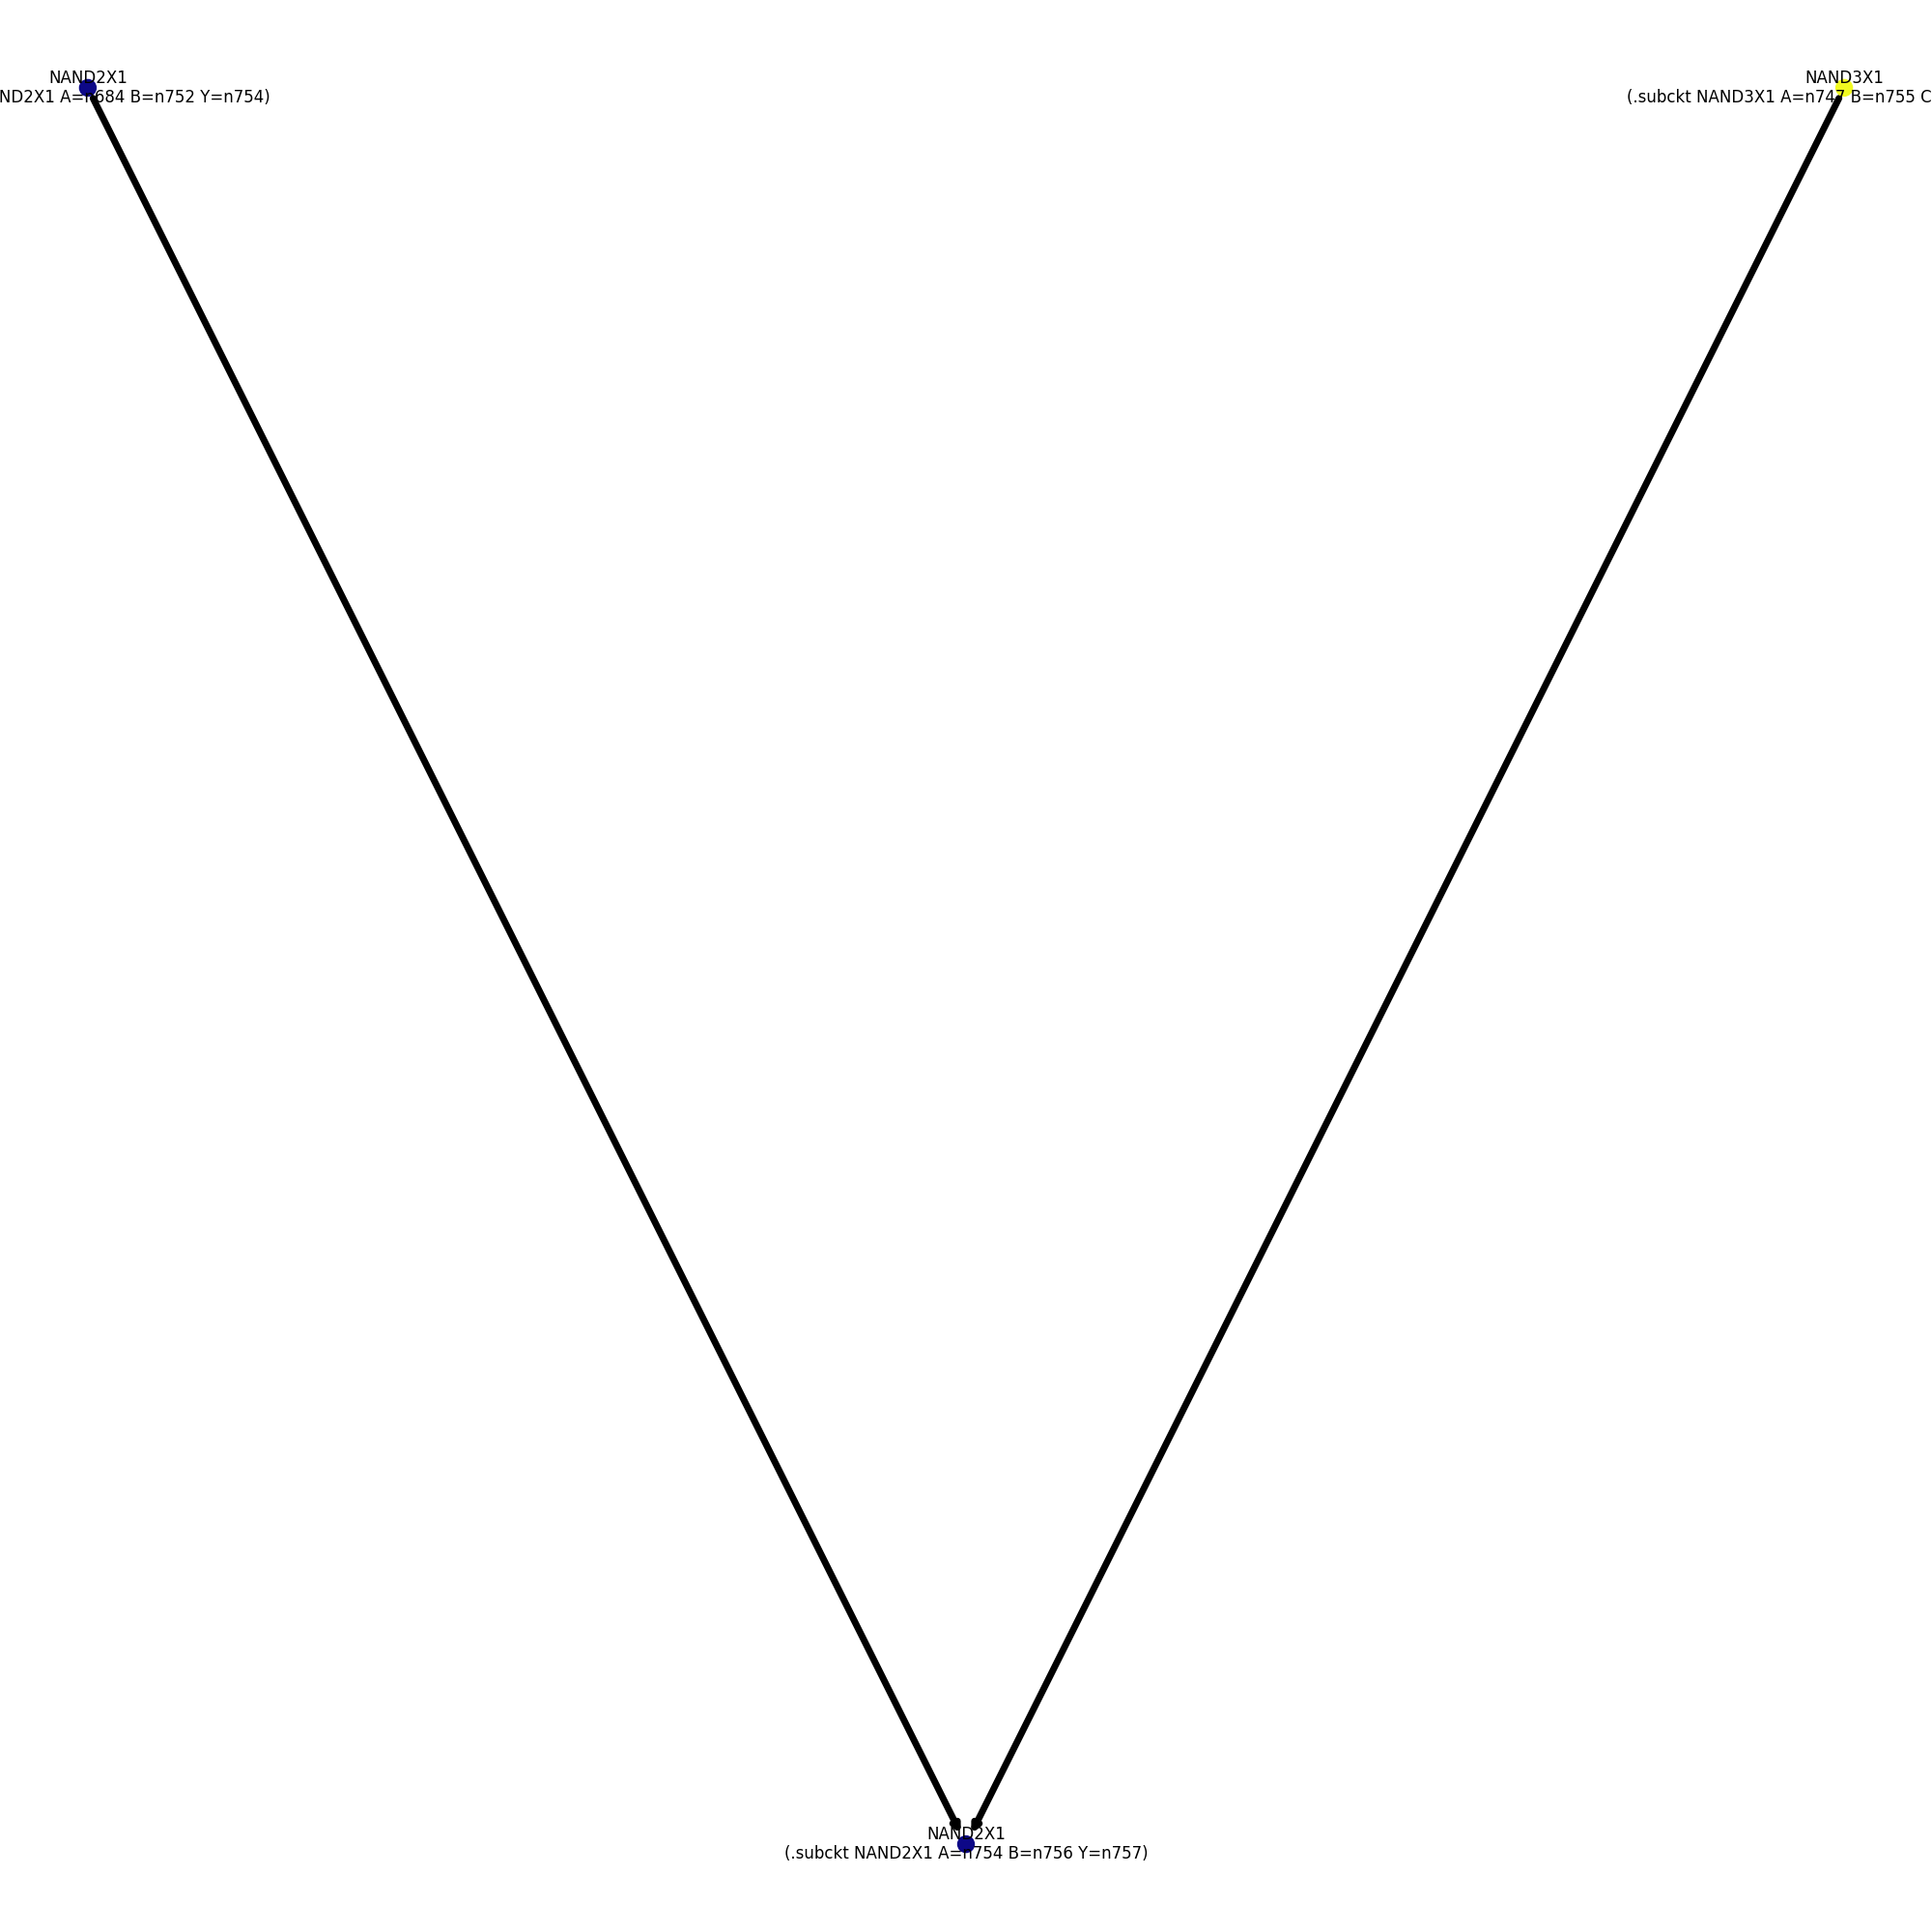 NAND2X1
ND2X1 A=n684 B=n752 Y=n754)
NAND3X1
(.subckt NAND3X1 A=n747 B=n755 C
NAND2X1
(.subckt NAND2X1 A=n754 B=n756 Y=n757)